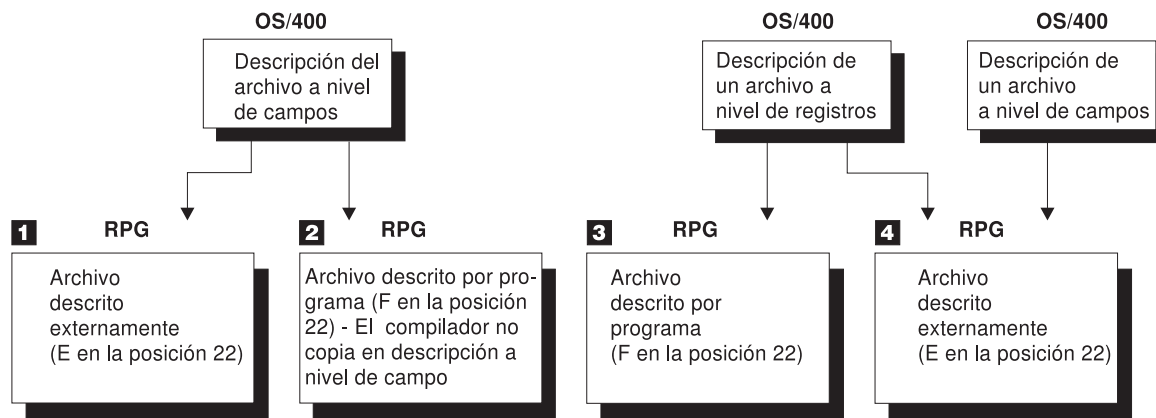 OS/400
Descripción del
archivo a nivel
de campos
OS/400
Descripción de
un archivo a
nivel de registros
OS/400
Descripción de
un archivo
a nivel de campos
1 RPG
Archivo
descrito
externamente
(E en la posición 22)
2 RPG
Archivo descrito por pro-
grama (F en la posición
22) - El compilador no
copia en descripción a
nivel de campo
3 RPG
Archivo
descrito por
programa
(F en la posición 22)
4 RPG
Archivo
descrito
externamente
(E en la posición 22)